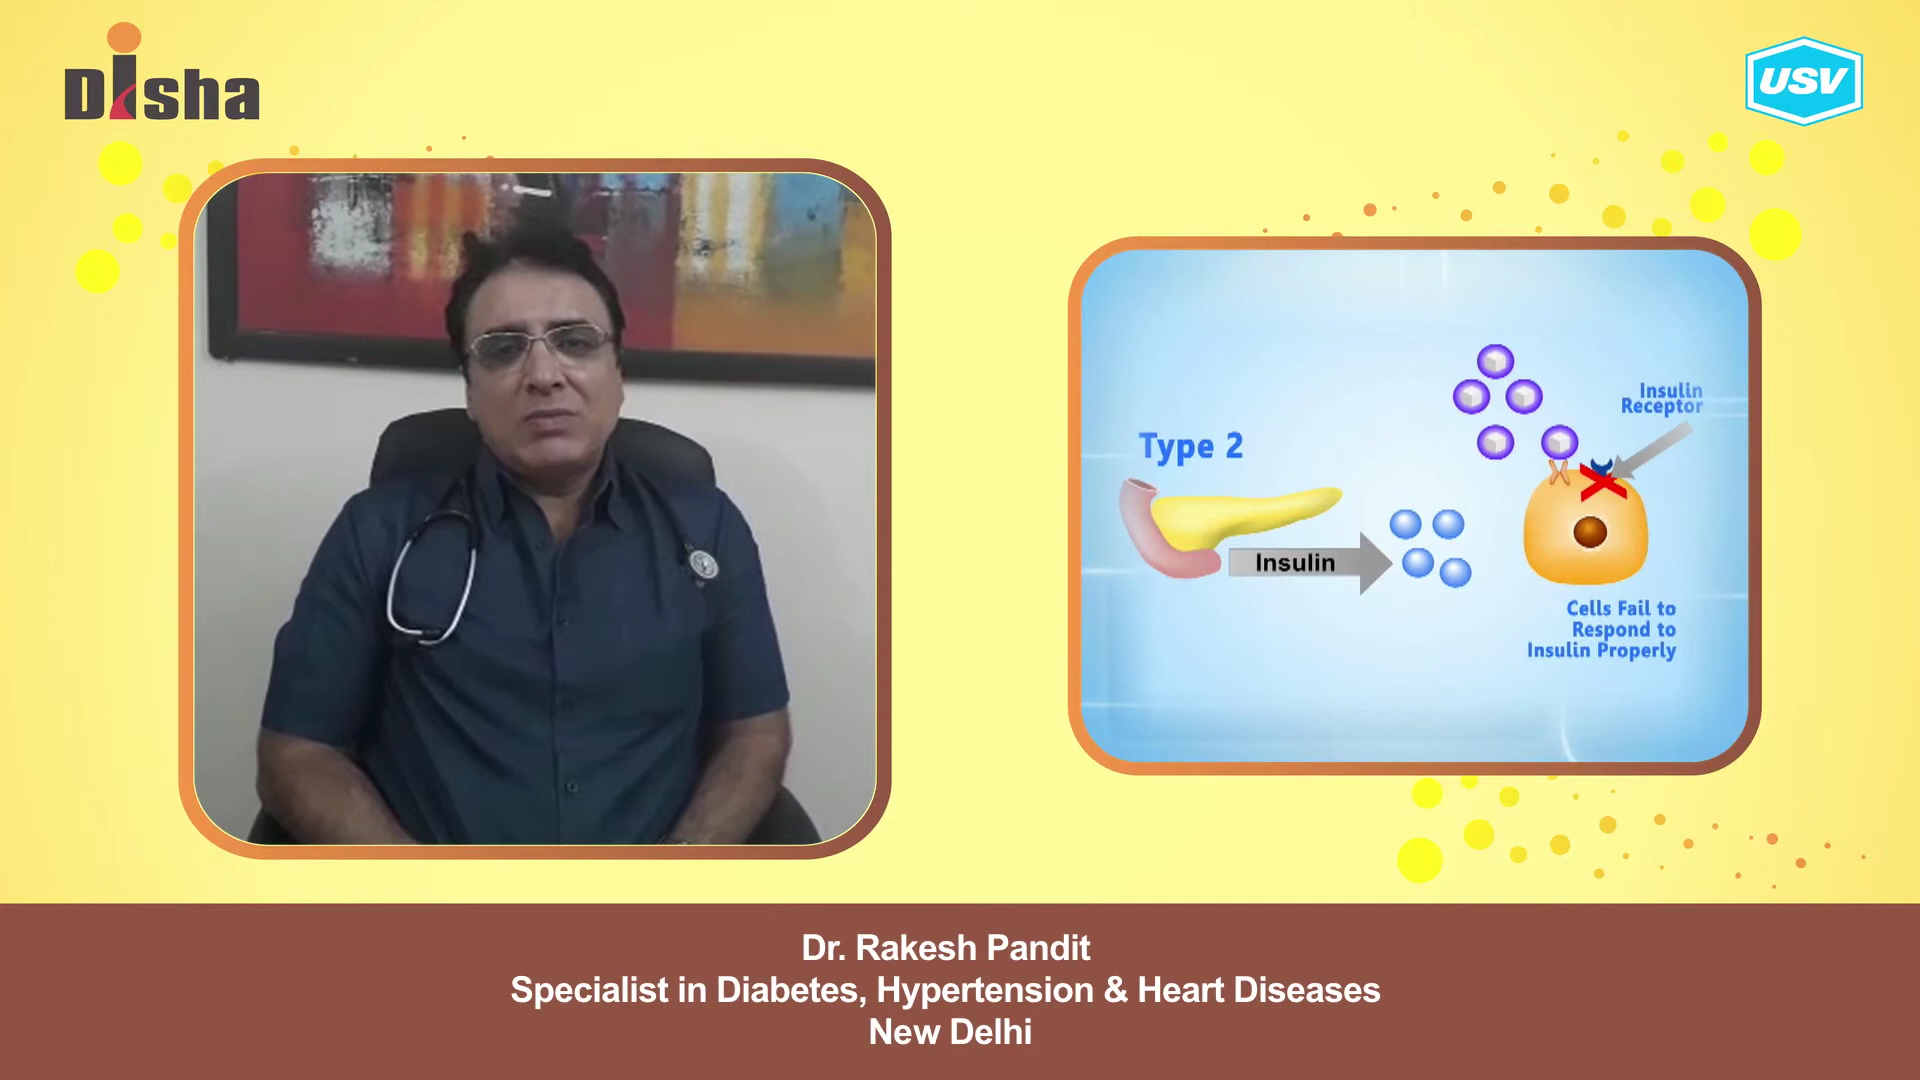 Disha
USV
Type 2
Insulin
Insulin
Receptor
Cells Fail to
Respond to
Insulin Properly
Dr. Rakesh Pandit
Specialist in Diabetes, Hypertension & Heart Diseases
New Delhi